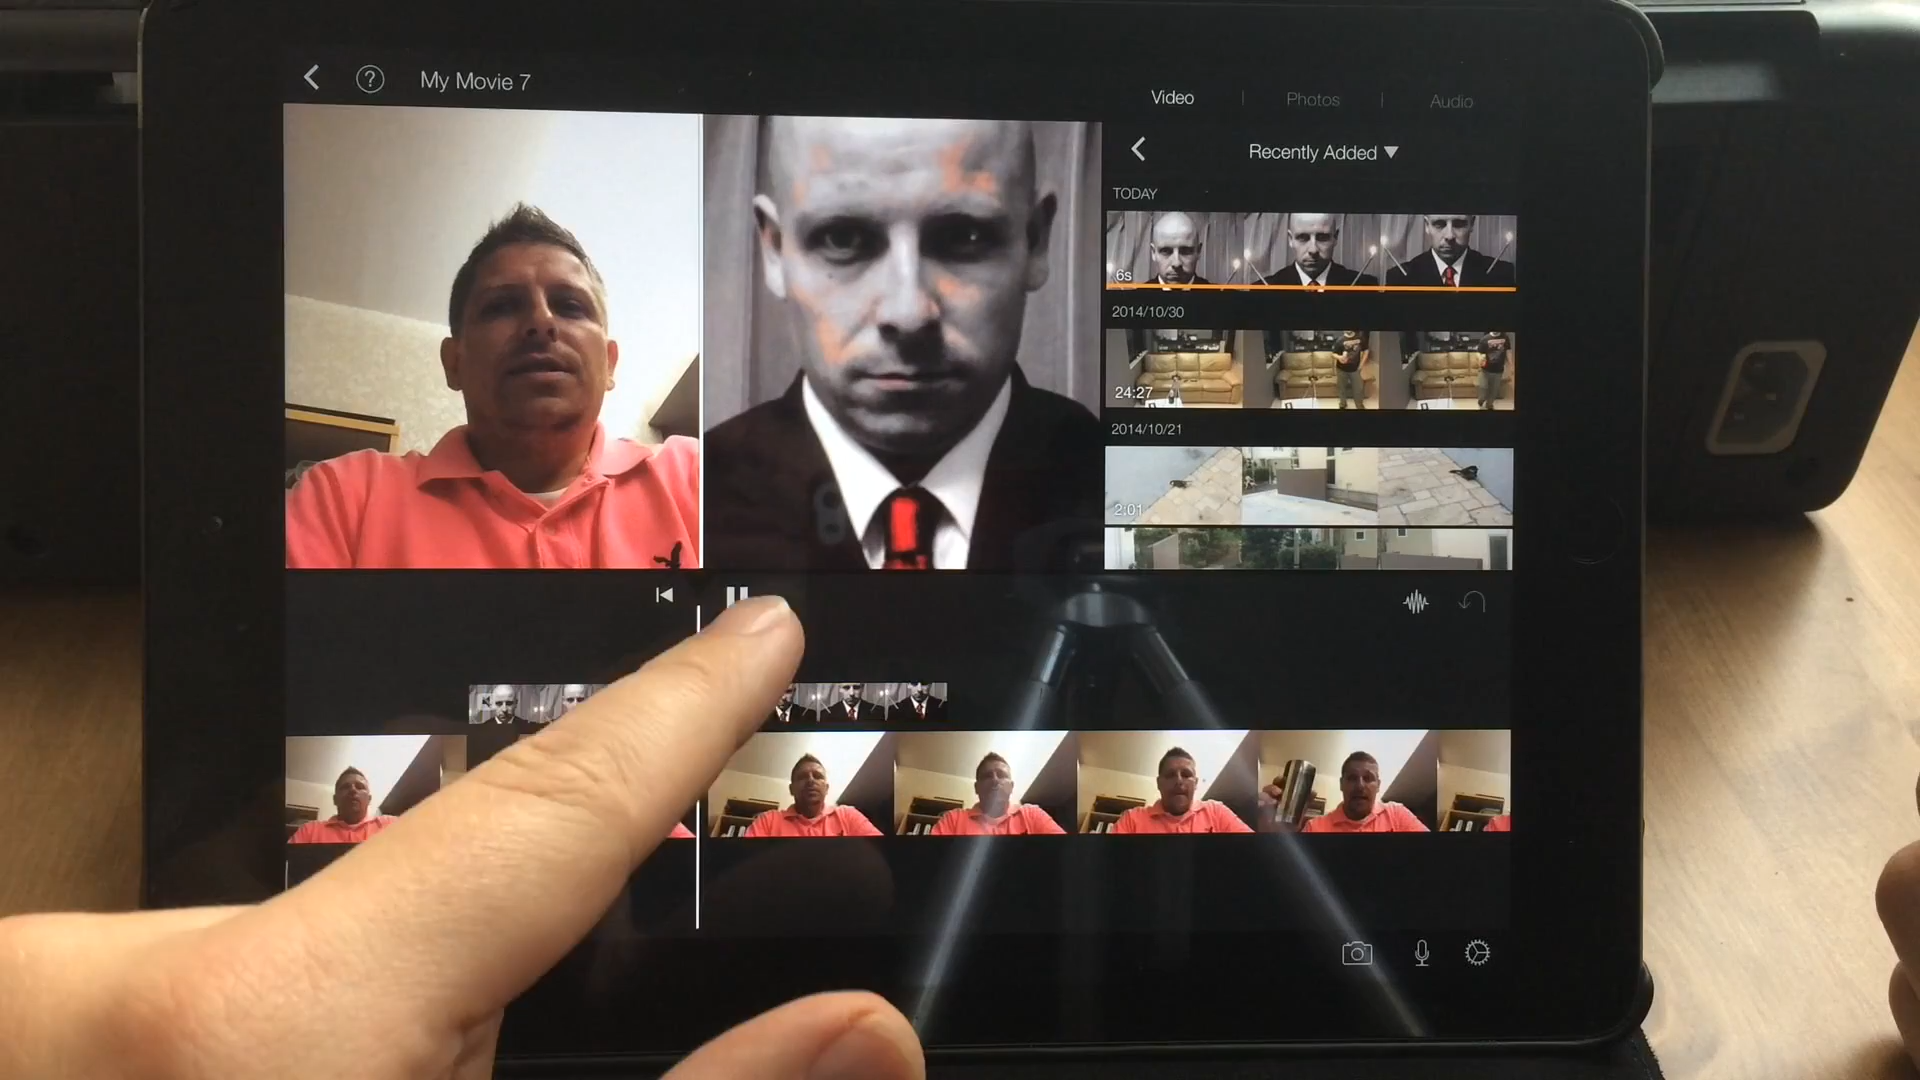 My Movie 7
Video | Photos | Audio
Recently Added ▼
TODAY
6s
2014/10/30
24:27
2014/10/21
2:01